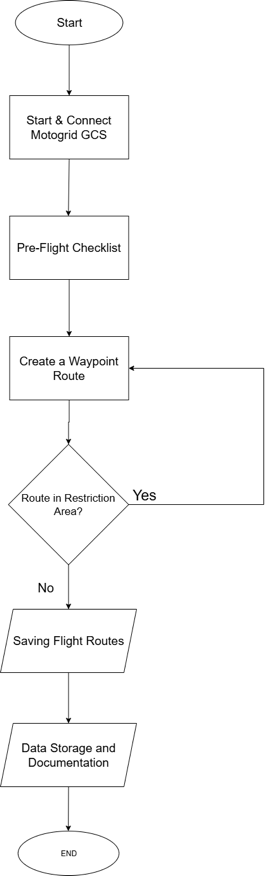 Start
Start & Connect
Motogrid GCS
Pre-Flight Checklist
Create a Waypoint
Route
Route in Restriction
Area?
Yes
No
Saving Flight Routes
Data Storage and
Documentation
END